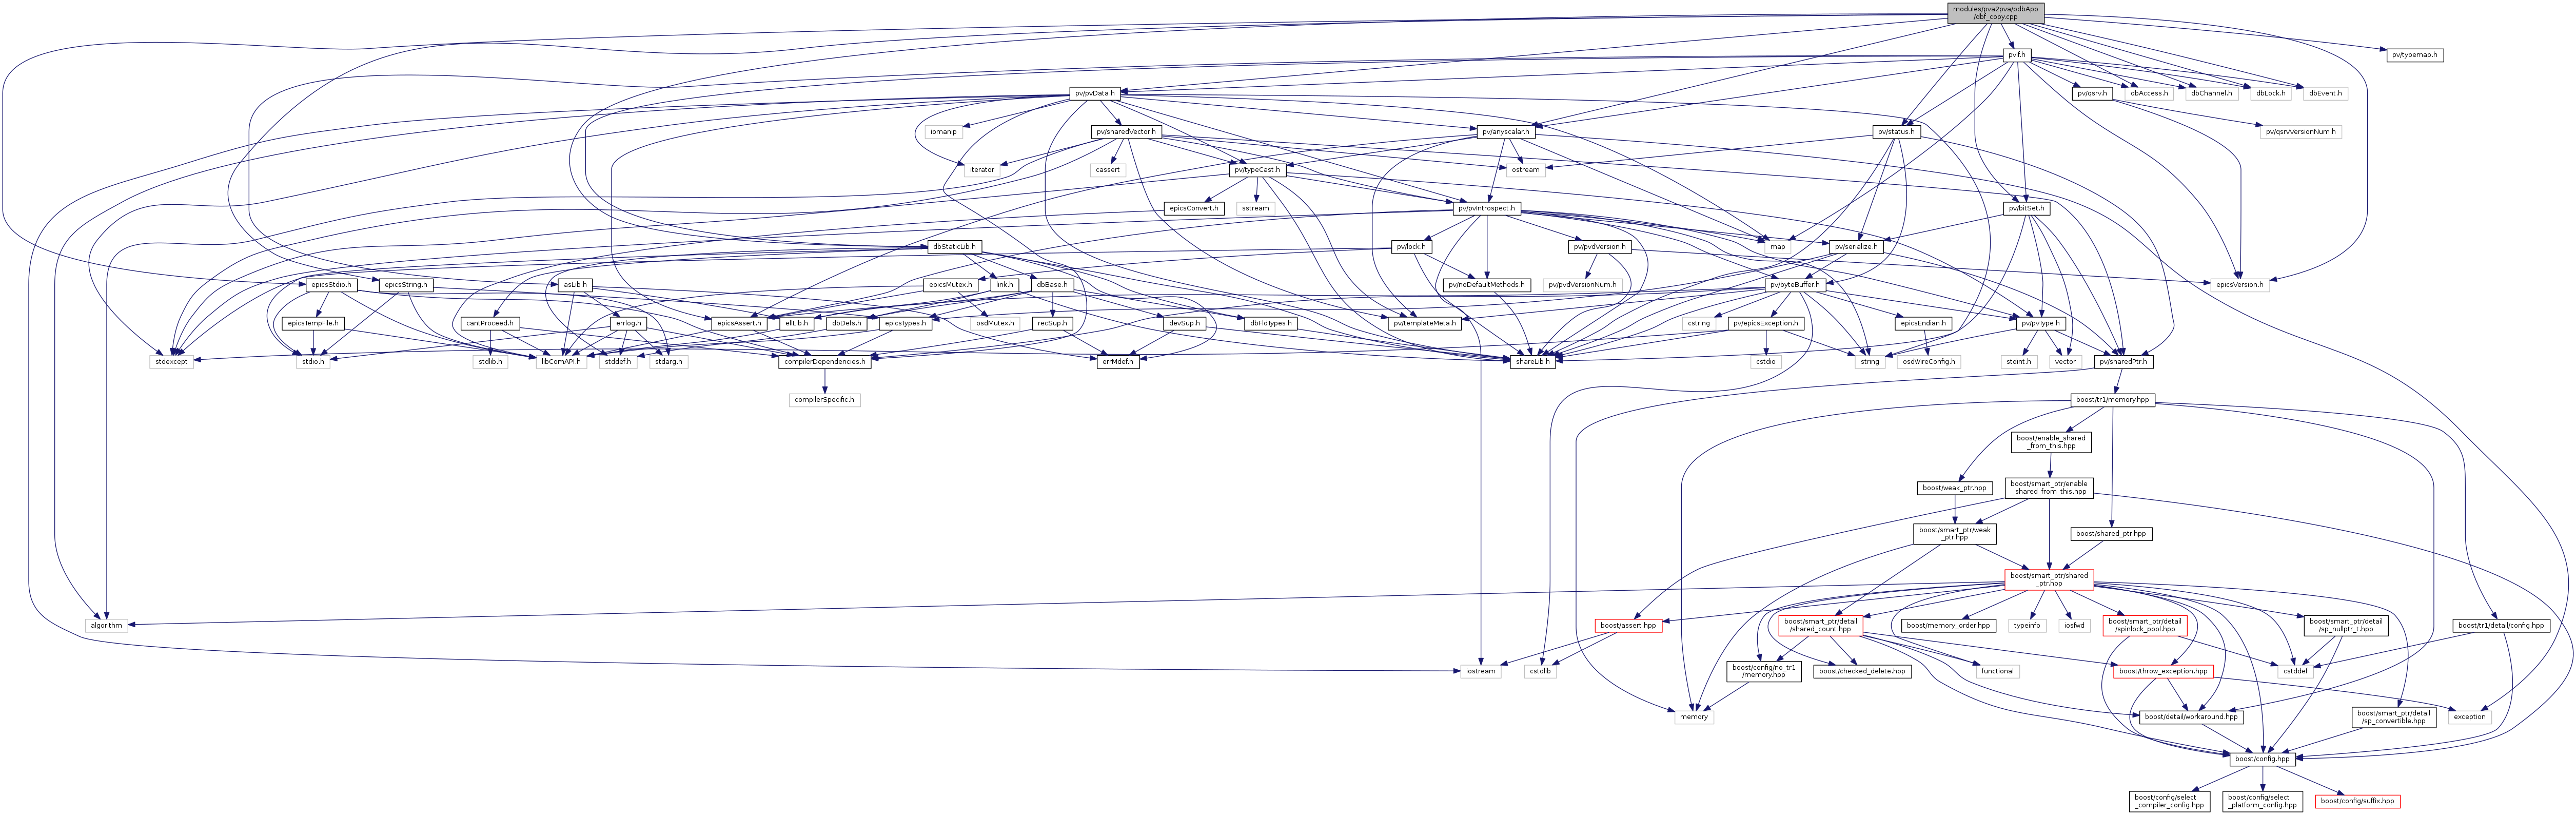 modules/pva2pva/pdbApp
/dbf_copy.cpp
pvif.h
pv/typemap.h
pv/pvData.h
pv/qsrv.h
dbAccess.h
dbChannel.h
dbLock.h
dbEvent.h
iomanip
pv/sharedVector.h
pv/anyscalar.h
pv/status.h
pv/qsrvVersionNum.h
iterator
cassert
pv/typeCast.h
ostream
epicsConvert.h
sstream
pv/pvIntrospect.h
pv/bitSet.h
dbStaticLib.h
pv/lock.h
pv/pvdVersion.h
map
pv/serialize.h
epicsStdio.h
epicsString.h
asLib.h
epicsMutex.h
link.h
dbBase.h
pv/noDefaultMethods.h
pv/pvdVersionNum.h
pv/byteBuffer.h
epicsVersion.h
epicsTempFile.h
cantProceed.h
errlog.h
epicsAssert.h
ellLib.h
dbDefs.h
epicsTypes.h
osdMutex.h
recSup.h
devSup.h
dbFldTypes.h
pv/templateMeta.h
cstring
pv/epicsException.h
epicsEndian.h
pv/pvType.h
stdexcept
stdio.h
stdlib.h
libComAPI.h
stddef.h
stdarg.h
compilerDependencies.h
errMdef.h
shareLib.h
cstdio
string
osdWireConfig.h
stdint.h
vector
pv/sharedPtr.h
compilerSpecific.h
boost/tr1/memory.hpp
boost/enable_shared
_from_this.hpp
boost/weak_ptr.hpp
boost/smart_ptr/enable
_shared_from_this.hpp
boost/smart_ptr/weak
_ptr.hpp
boost/shared_ptr.hpp
boost/smart_ptr/shared
_ptr.hpp
algorithm
boost/assert.hpp
boost/smart_ptr/detail
/shared_count.hpp
boost/memory_order.hpp
typeinfo
iosfwd
boost/smart_ptr/detail
/spinlock_pool.hpp
boost/smart_ptr/detail
/sp_nullptr_t.hpp
boost/tr1/detail/config.hpp
iostream
cstdlib
boost/config/no_tr1
/memory.hpp
boost/checked_delete.hpp
functional
boost/throw_exception.hpp
cstddef
memory
boost/detail/workaround.hpp
boost/smart_ptr/detail
/sp_convertible.hpp
exception
boost/config.hpp
boost/config/select
_compiler_config.hpp
boost/config/select
_platform_config.hpp
boost/config/suffix.hpp